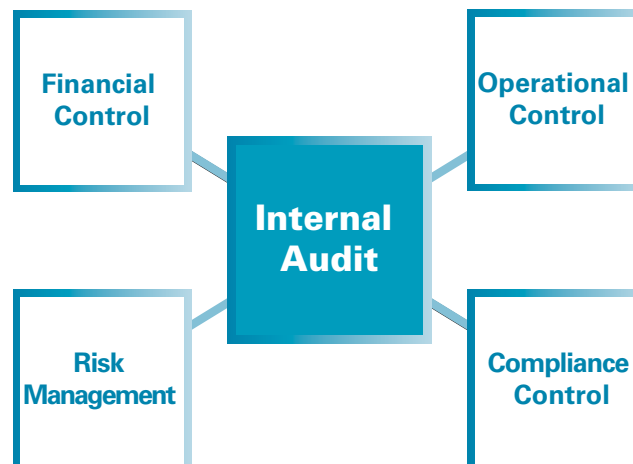 Financial
Control
Operational
Control
Internal
Audit
Risk
Management
Compliance
Control